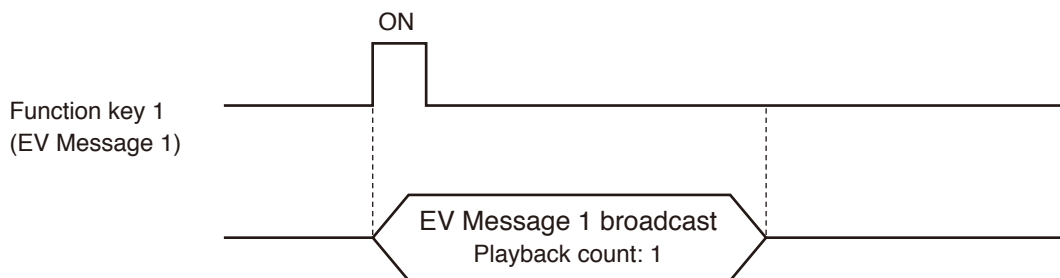 ON
Function key 1
(EV Message 1)
EV Message 1 broadcast
Playback count: 1